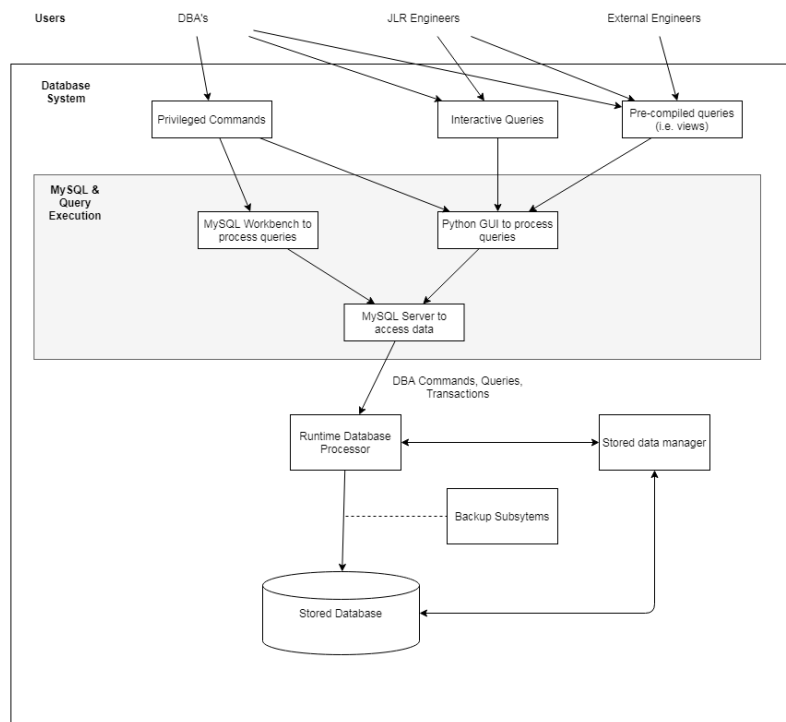 Users
DBA's
JLR Engineers
External Engineers
Database
System
Privileged Commands
Interactive Queries
Pre-compiled queries
(i.e. views)
MySQL &
Query
Execution
MySQL Workbench to
process queries
Python GUI to process
queries
MySQL Server to
access data
DBA Commands, Queries,
Transactions
Runtime Database
Processor
Stored data manager
Backup Subsytems
Stored Database